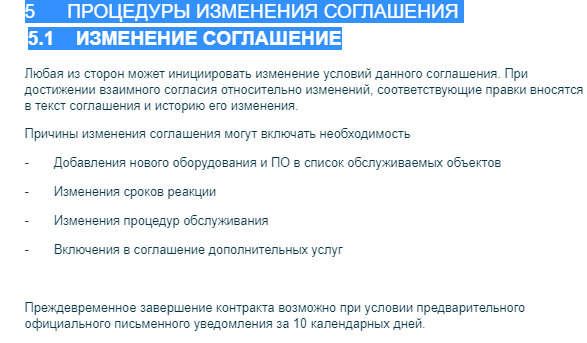 5 ПРОЦЕДУРЫ ИЗМЕНЕНИЯ СОГЛАШЕНИЯ
5.1 ИЗМЕНЕНИЕ СОГЛАШЕНИЕ
Любая из сторон может инициировать изменение условий данного соглашения. При
достижении взаимного согласия относительно изменений, соответствующие правки вносятся
в текст соглашения и историю его изменения.
Причины изменения соглашения могут включать необходимость
- Добавления нового оборудования и ПО в список обслуживаемых объектов
- Изменения сроков реакции
- Изменения процедур обслуживания
- Включения в соглашение дополнительных услуг
Преждевременное завершение контракта возможно при условии предварительного
официального письменного уведомления за 10 календарных дней.